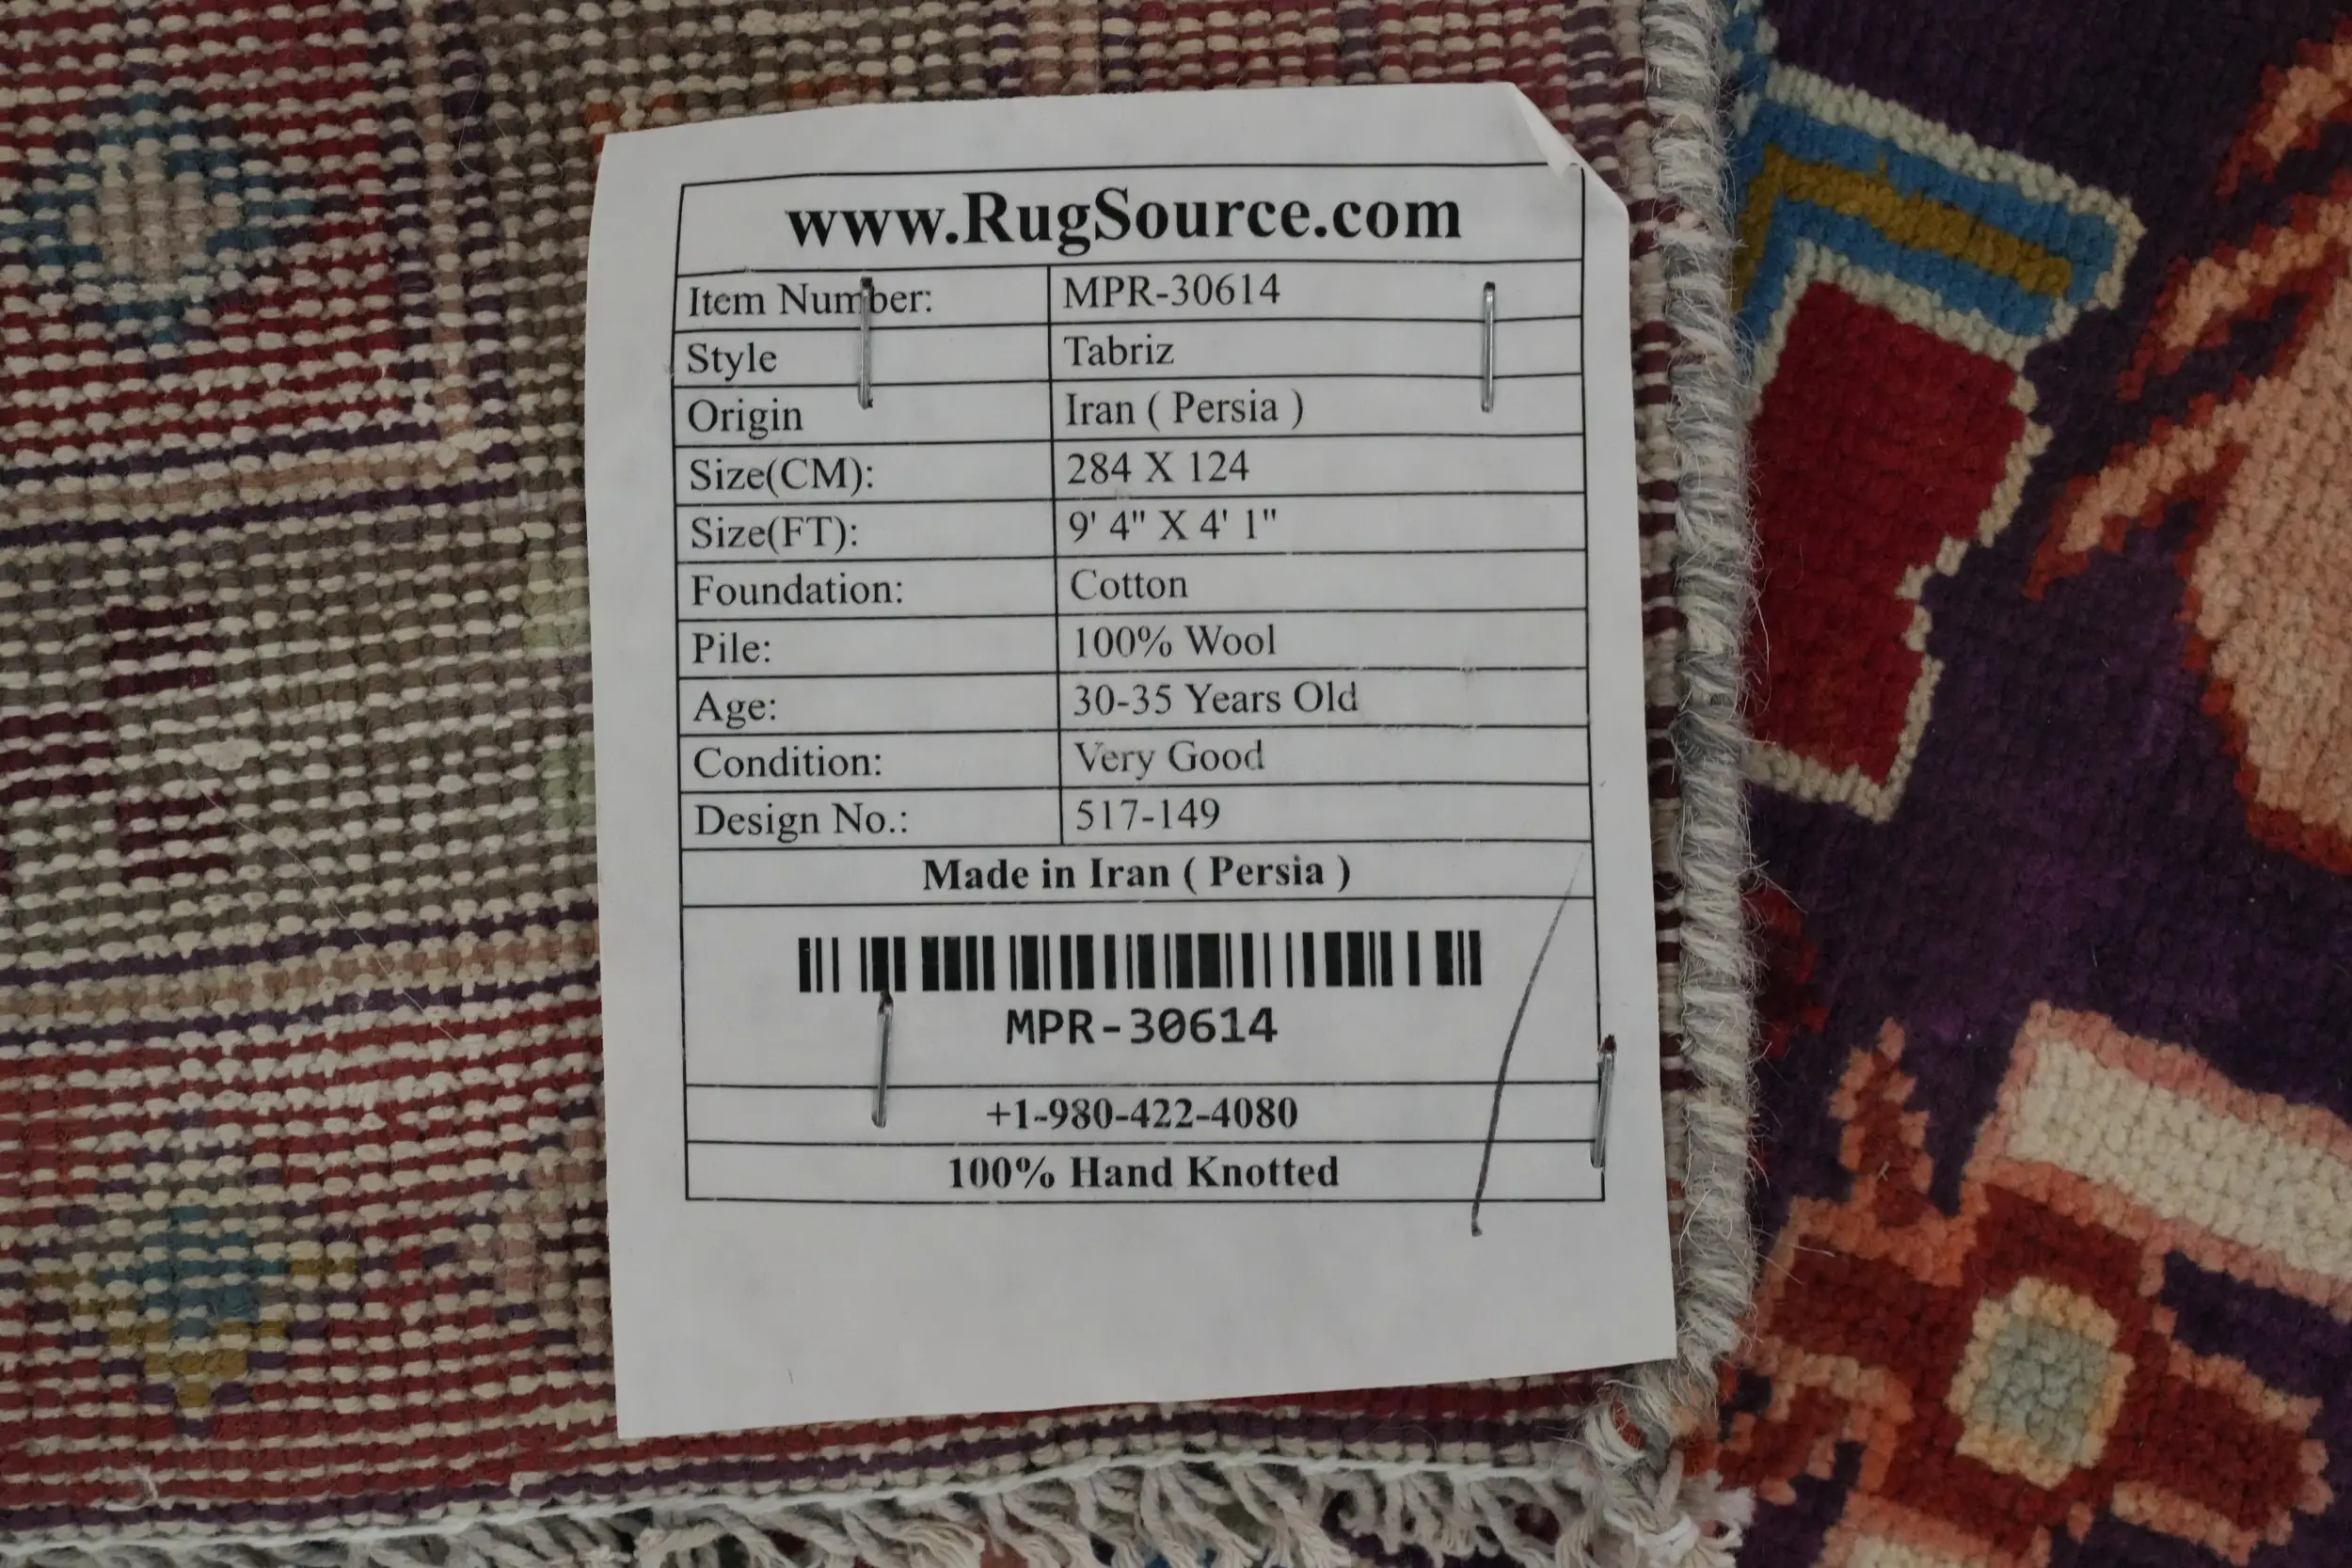 www.RugSource.com
Item Number: MPR-30614
Style Tabriz
Origin Iran ( Persia )
Size(CM): 284 X 124
Size(FT): 9' 4" X 4' 1"
Foundation: Cotton
Pile: 100% Wool
Age: 30-35 Years Old
Condition: Very Good
Design No.: 517-149
Made in Iran ( Persia )
MPR-30614
+1-980-422-4080
100% Hand Knotted